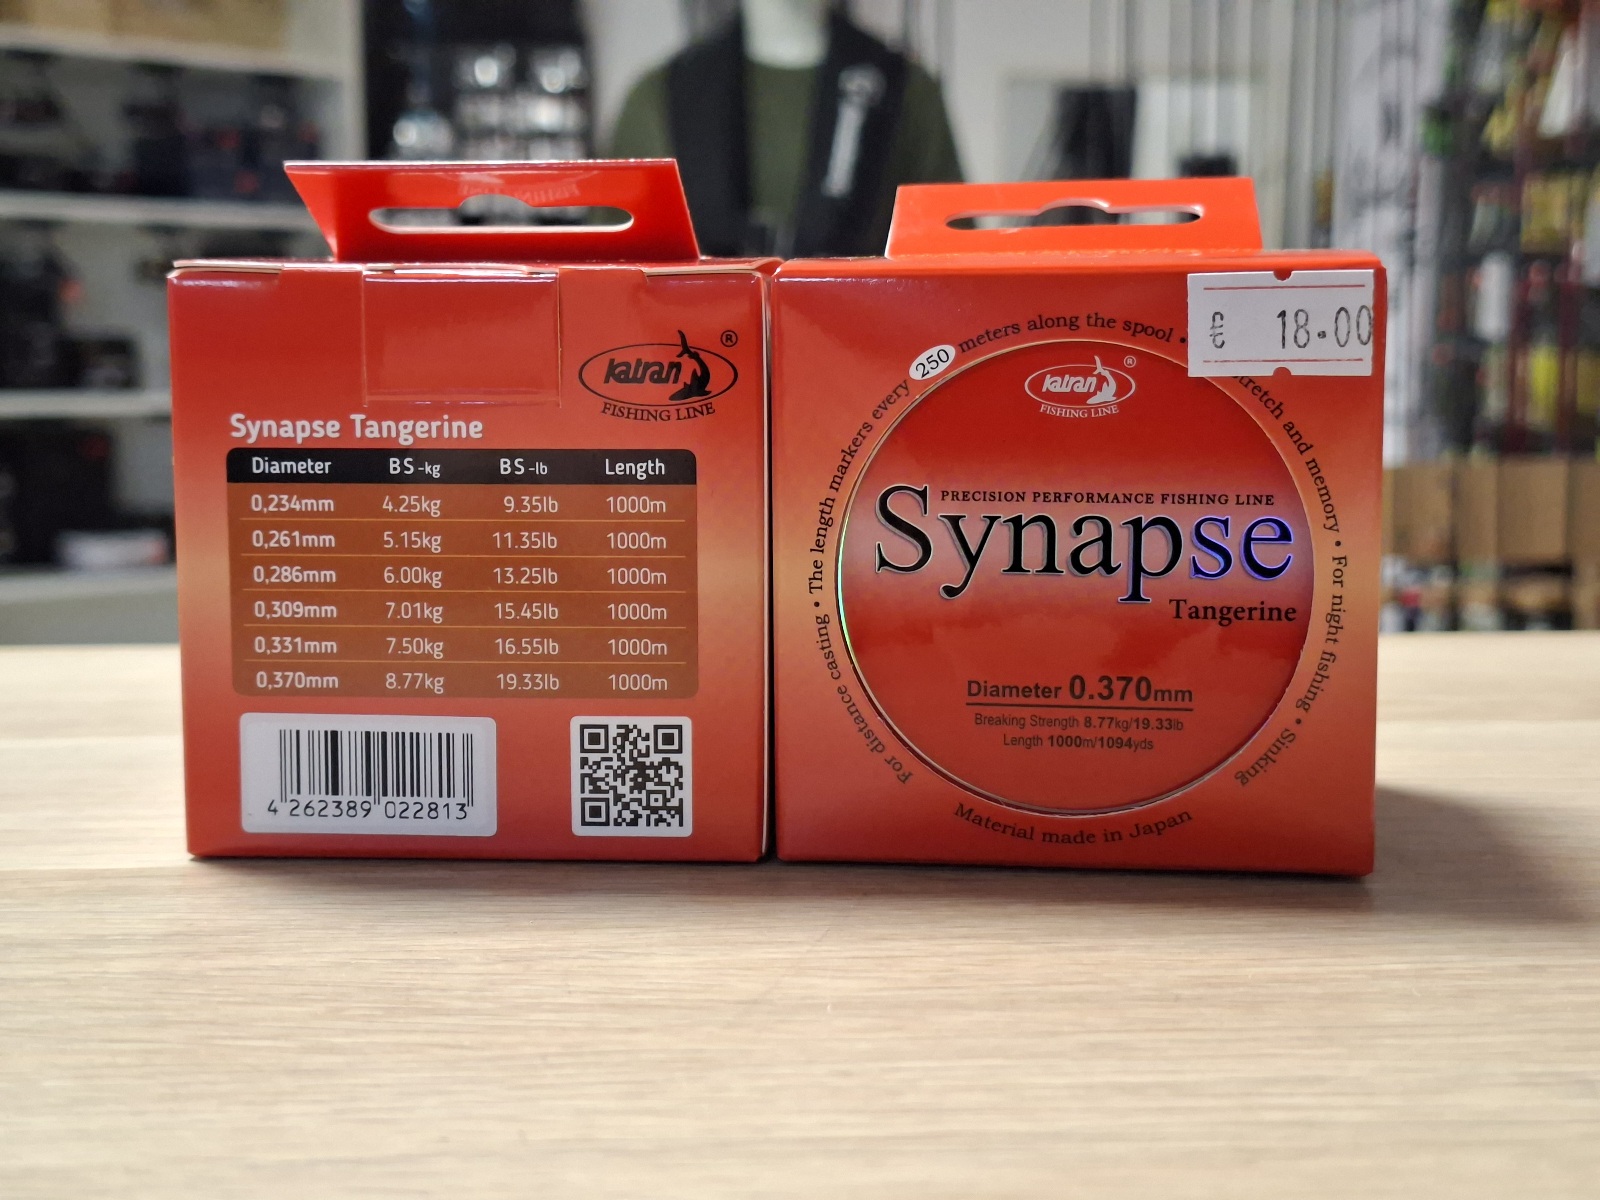 katran ®
FISHING LINE
Synapse Tangerine
Diameter BS-kg BS-lb Length
0,234mm 4.25kg 9.35lb 1000m
0,261mm 5.15kg 11.35lb 1000m
0,286mm 6.00kg 13.25lb 1000m
0,309mm 7.01kg 15.45lb 1000m
0,331mm 7.50kg 16.55lb 1000m
0,370mm 8.77kg 19.33lb 1000m
4 262389 022813
€ 18.00
For distance casting • The length markers every 250 meters along the spool •
stretch and memory • For night fishing • Sinking
katran ®
FISHING LINE
PRECISION PERFORMANCE FISHING LINE
Synapse
Tangerine
Diameter 0.370mm
Breaking Strength 8.77kg/19.33lb
Length 1000m/1094yds
Material made in Japan